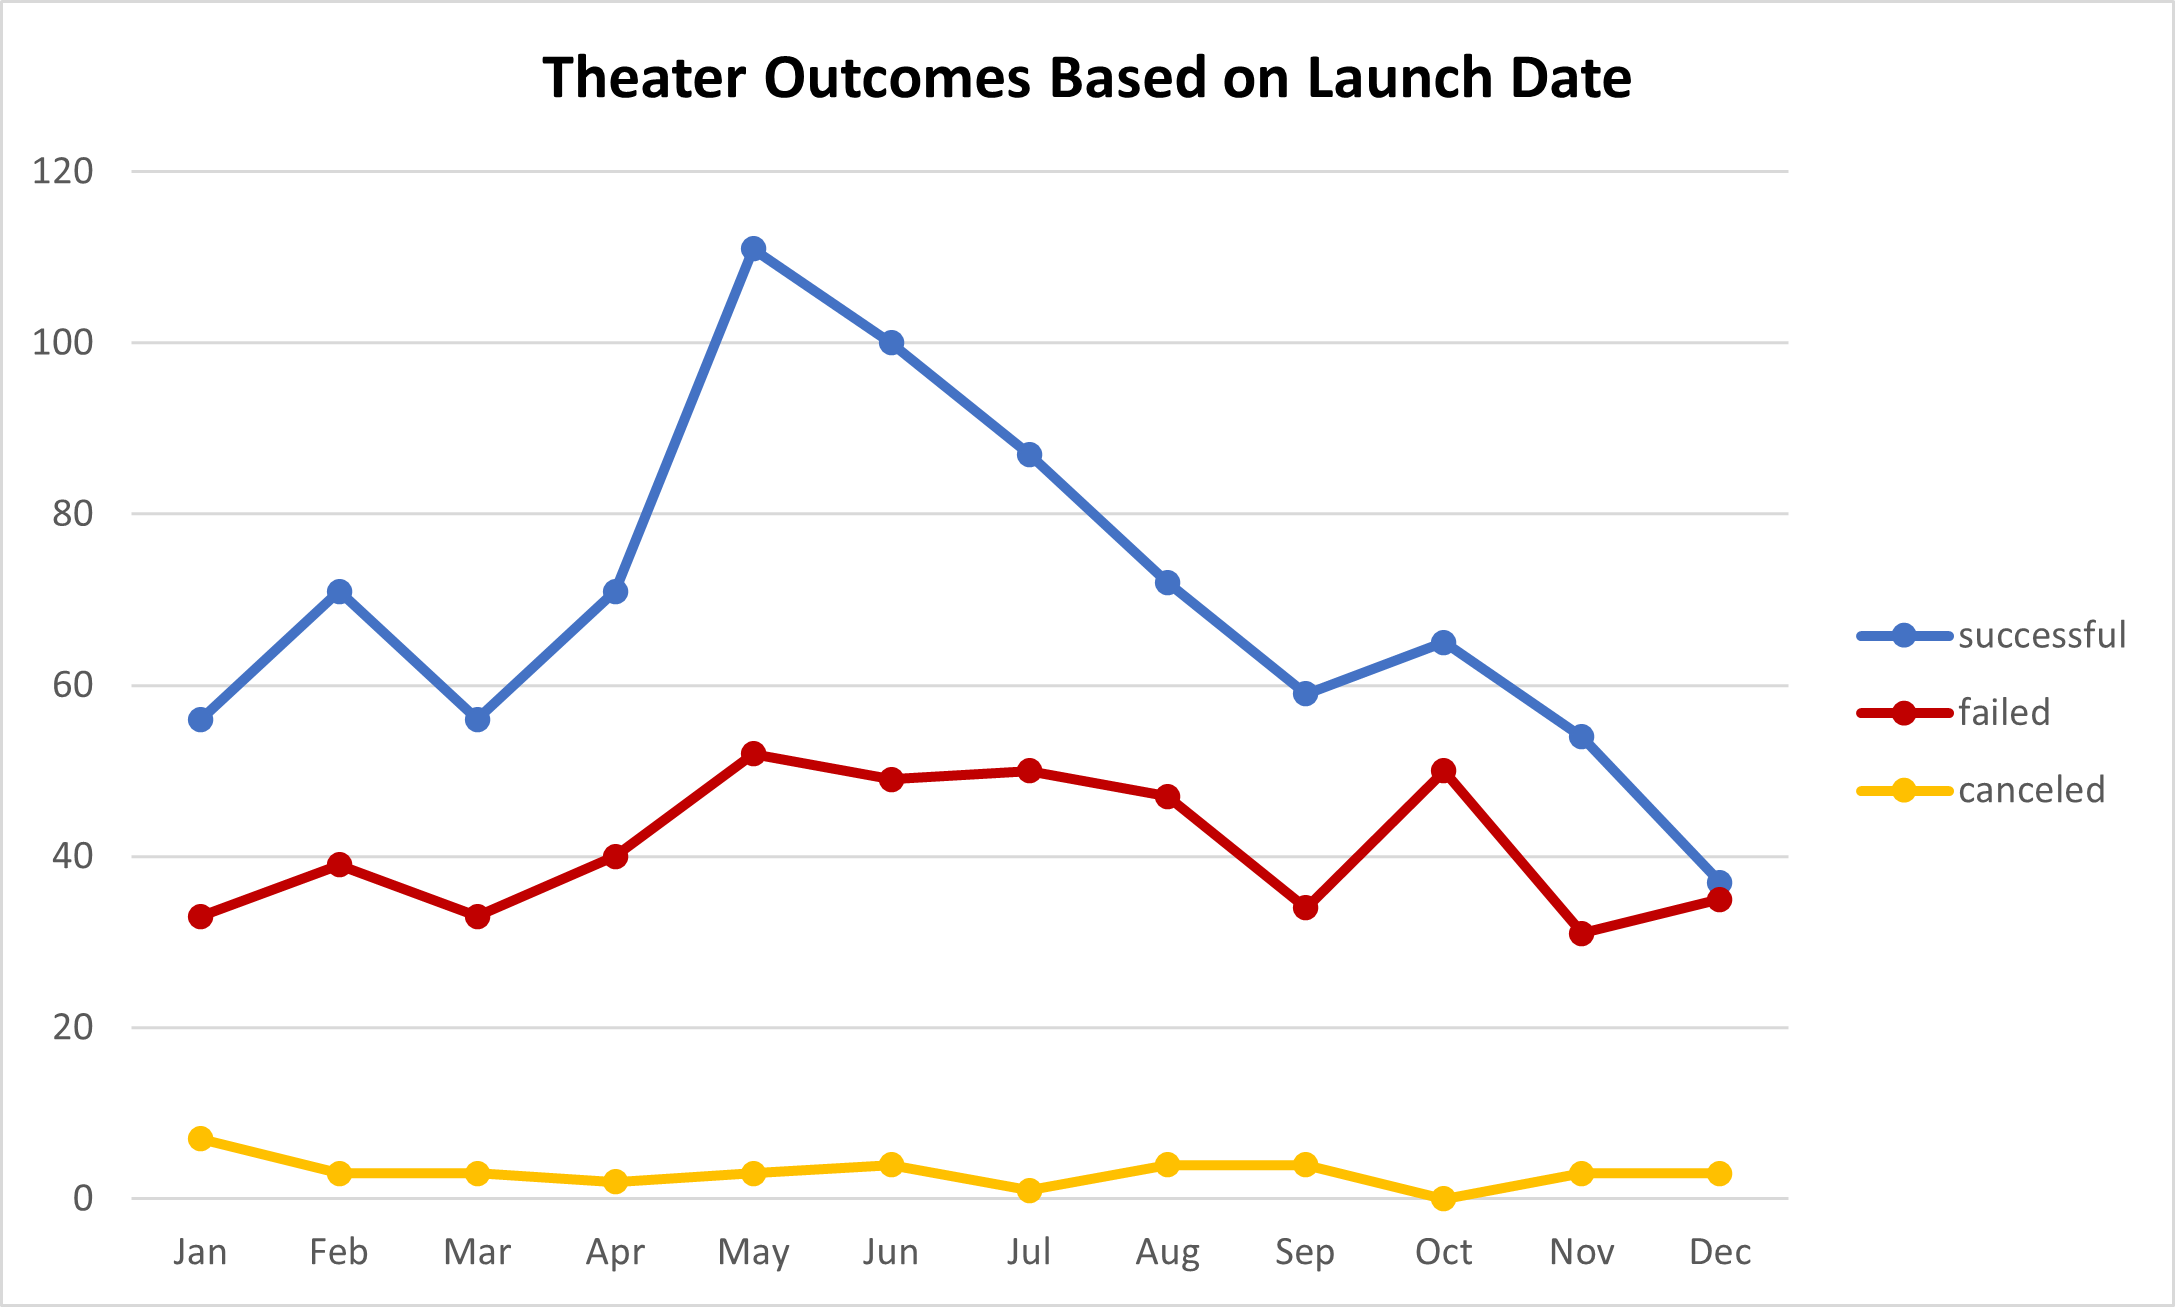 Theater Outcomes Based on Launch Date
120
100
80
60
40
20
0
Jan Feb Mar Apr May Jun Jul Aug Sep Oct Nov Dec
successful
failed
canceled